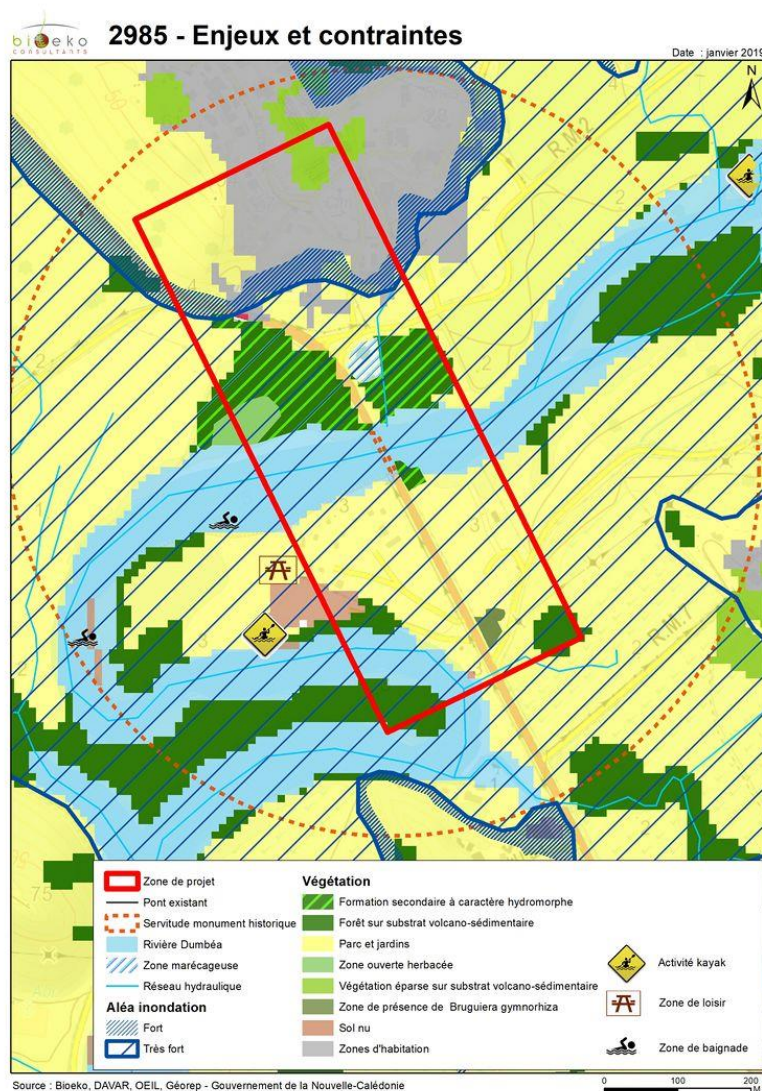 bioeko
CONSULTANTS
2985 - Enjeux et contraintes
Date : janvier 2019
N
R.M.2
R.M.7
Zone de projet
Pont existant
Servitude monument historique
Rivière Dumbéa
Zone marécageuse
Réseau hydraulique
Aléa inondation
Fort
Très fort
Végétation
Formation secondaire à caractère hydromorphe
Forêt sur substrat volcano-sédimentaire
Parc et jardins
Zone ouverte herbacée
Végétation éparse sur substrat volcano-sédimentaire
Zone de présence de Bruguiera gymnorhiza
Sol nu
Zones d'habitation
Activité kayak
Zone de loisir
Zone de baignade
Source : Bioeko, DAVAR, OEIL, Géorep - Gouvernement de la Nouvelle-Calédonie
0 100 200
M